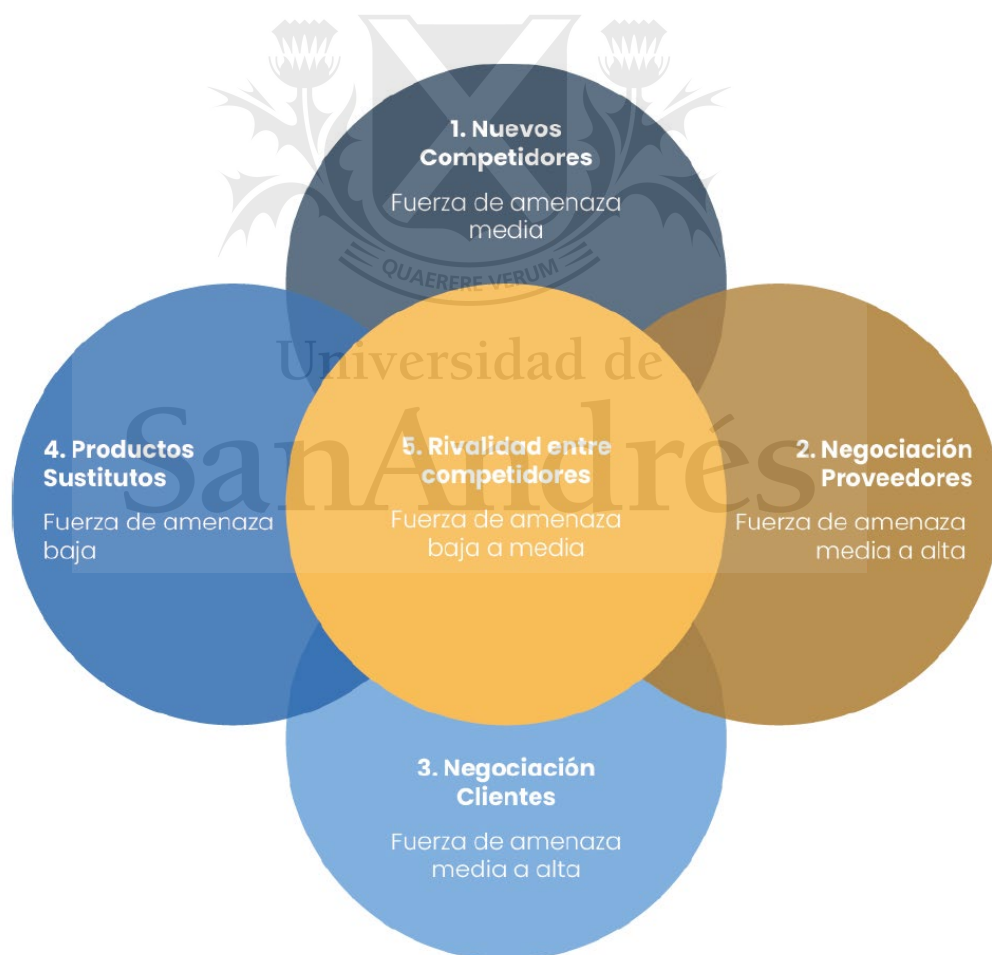 1. Nuevos
Competidores
Fuerza de amenaza
media
QUAERERE VERUM
Universidad de
SanAndrés
4. Productos
Sustitutos
Fuerza de amenaza
baja
5. Rivalidad entre
competidores
Fuerza de amenaza
baja a media
2. Negociación
Proveedores
Fuerza de amenaza
media a alta
3. Negociación
Clientes
Fuerza de amenaza
media a alta